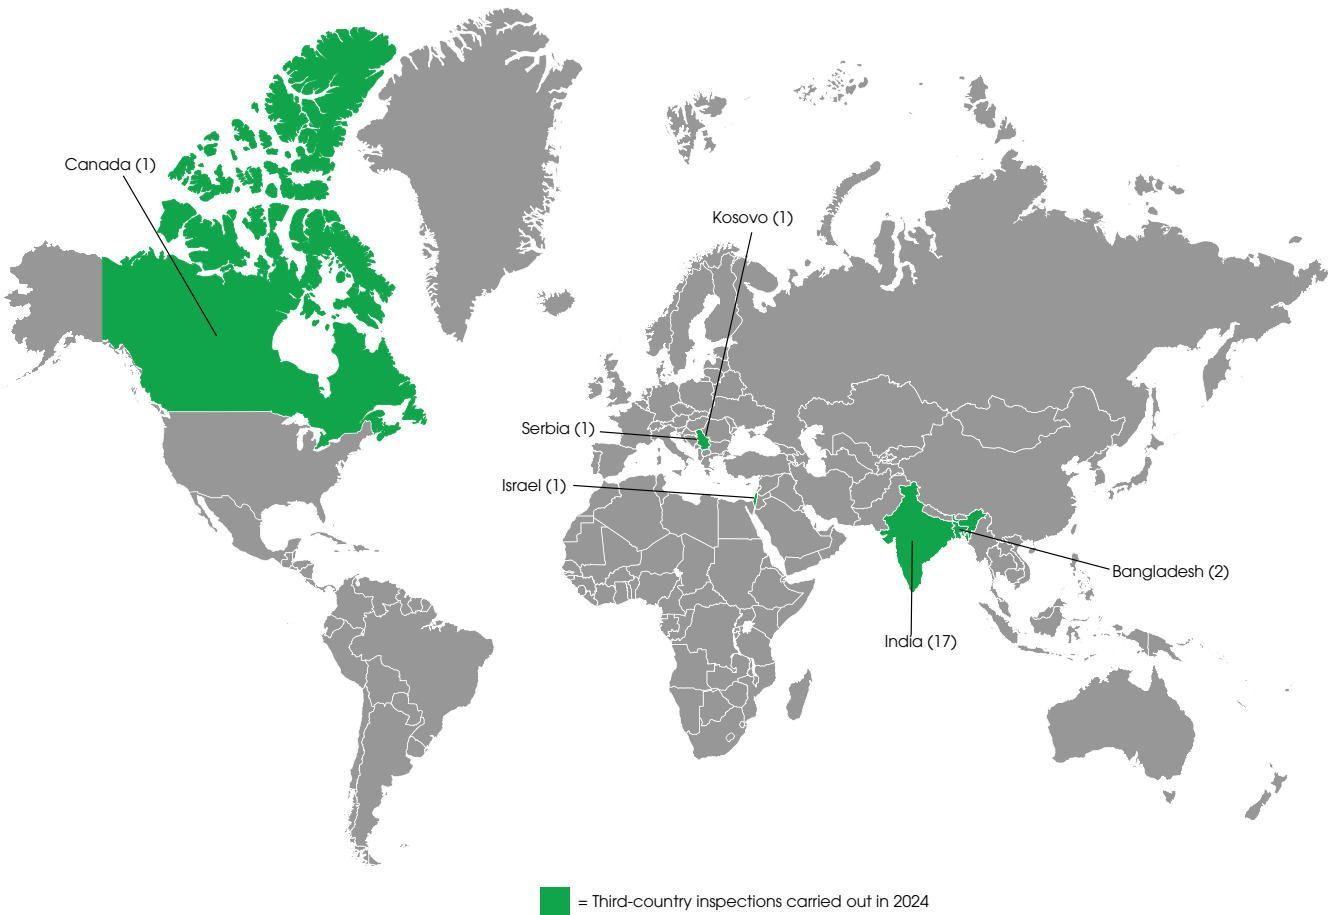 Canada (1)
Kosovo (1)
Serbia (1)
Israel (1)
Bangladesh (2)
India (17)
= Third-country inspections carried out in 2024